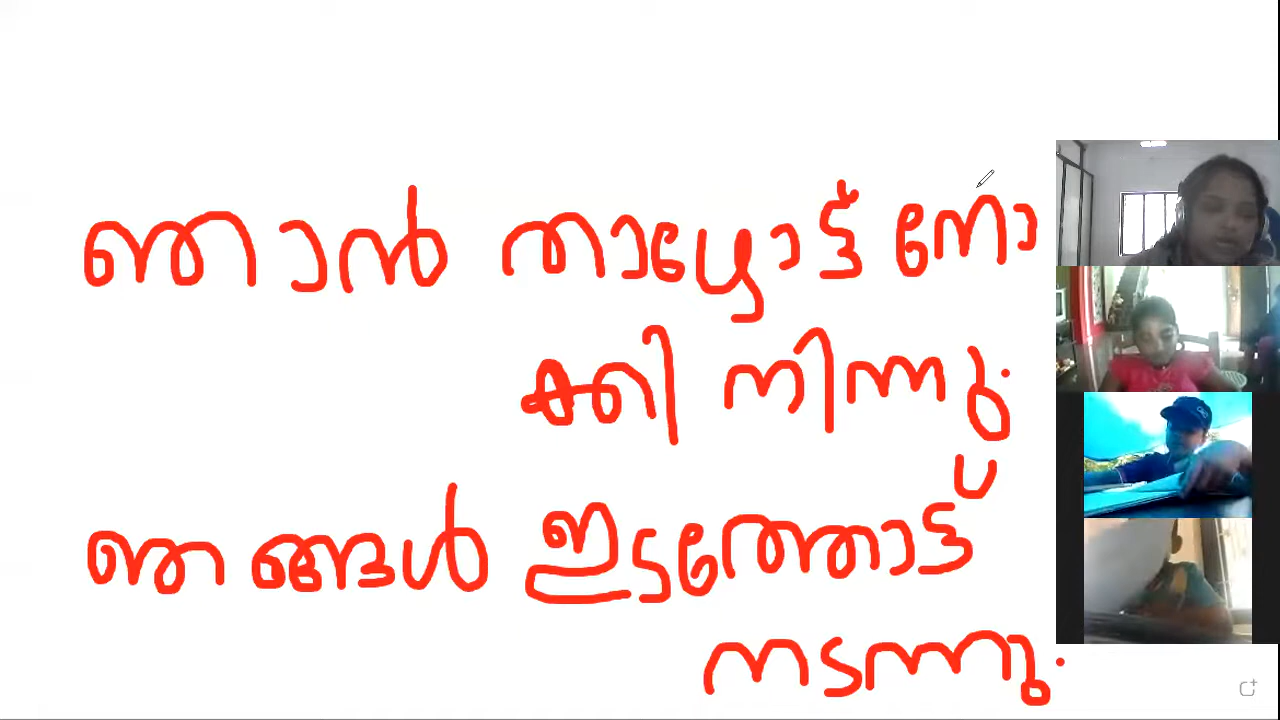 ഞാൻ താഴോട്ട് നോ
ക്കി നിന്നു.
ഞങ്ങൾ ഇടത്തോട്ട്
നടന്നു.